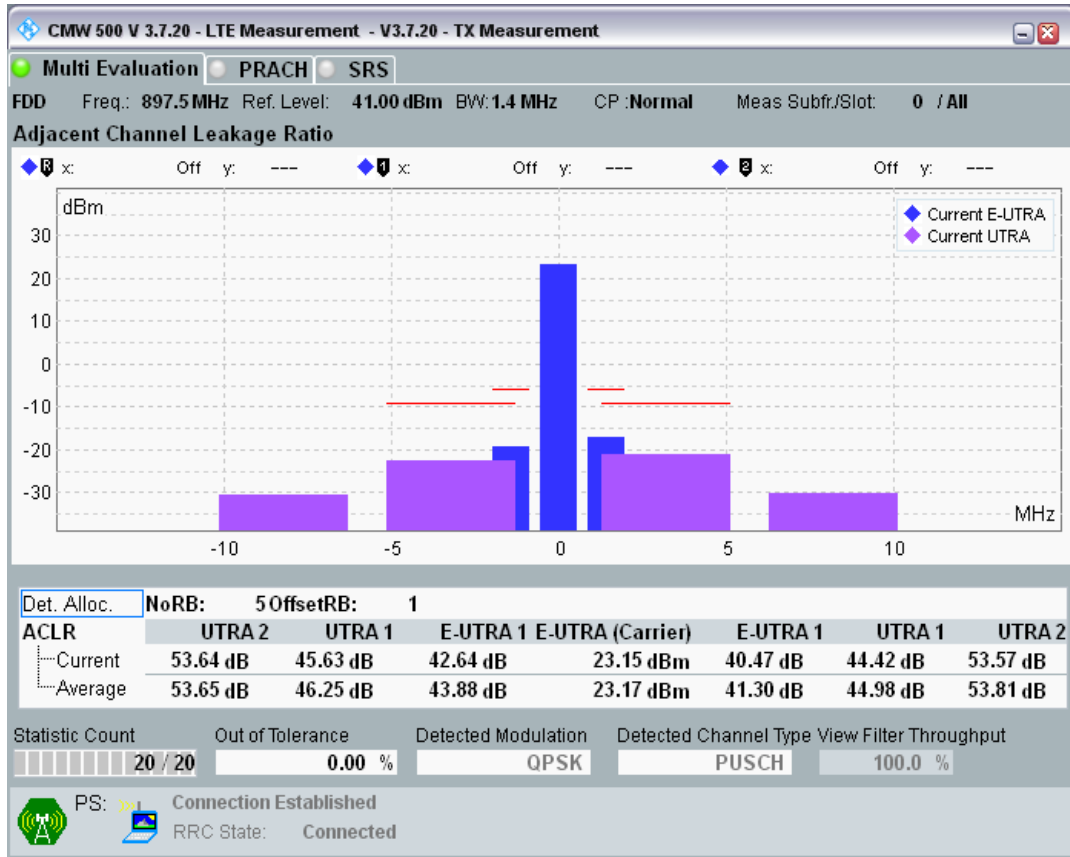 CMW 500 V 3.7.20 - LTE Measurement - V3.7.20 - TX Measurement
Multi Evaluation PRACH SRS
FDD Freq.: 897.5 MHz Ref. Level: 41.00 dBm BW: 1.4 MHz CP :Normal Meas Subfr./Slot: 0 / All
Adjacent Channel Leakage Ratio
R x: Off y: --- 1 x: Off y: --- 2 x: Off y: ---
dBm
Current E-UTRA
Current UTRA
30
20
10
0
-10
-20
-30
MHz
-10 -5 0 5 10
Det. Alloc. NoRB: 5 OffsetRB: 1
ACLR UTRA 2 UTRA 1 E-UTRA 1 E-UTRA (Carrier) E-UTRA 1 UTRA 1 UTRA 2
Current 53.64 dB 45.63 dB 42.64 dB 23.15 dBm 40.47 dB 44.42 dB 53.57 dB
Average 53.65 dB 46.25 dB 43.88 dB 23.17 dBm 41.30 dB 44.98 dB 53.81 dB
Statistic Count Out of Tolerance Detected Modulation Detected Channel Type View Filter Throughput
20 / 20 0.00 % QPSK PUSCH 100.0 %
PS: Connection Established
RRC State: Connected